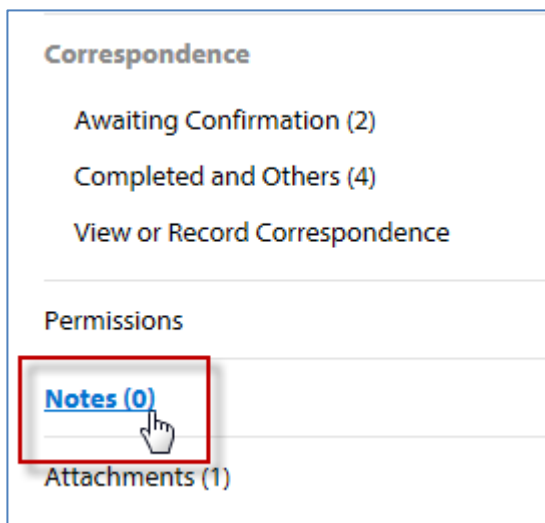 Correspondence
Awaiting Confirmation (2)
Completed and Others (4)
View or Record Correspondence
Permissions
Notes (0)
Attachments (1)